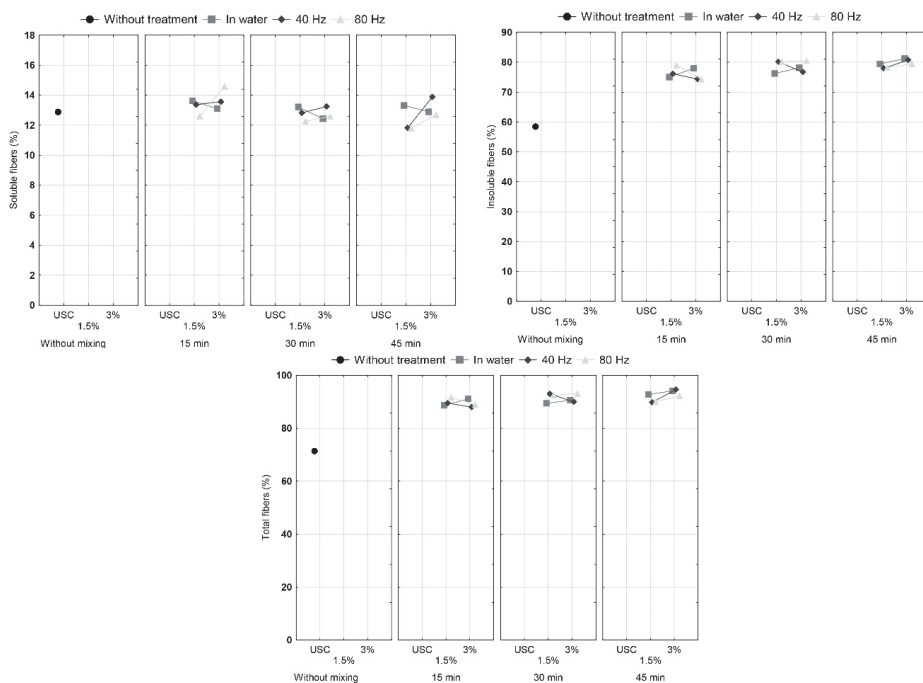 Without treatment In water 40 Hz 80 Hz
18
16
14
12
10
8
6
4
2
0
Soluble fibers (%)
USC 3% USC 3% USC 3% USC 3%
1.5% 1.5% 1.5% 1.5%
Without mixing 15 min 30 min 45 min
Without treatment In water 40 Hz 80 Hz
90
80
70
60
50
40
30
20
10
0
Insoluble fibers (%)
USC 3% USC 3% USC 3% USC 3%
1.5% 1.5% 1.5% 1.5%
Without mixing 15 min 30 min 45 min
Without treatment In water 40 Hz 80 Hz
100
80
60
40
20
0
Total fibers (%)
USC 3% USC 3% USC 3% USC 3%
1.5% 1.5% 1.5% 1.5%
Without mixing 15 min 30 min 45 min